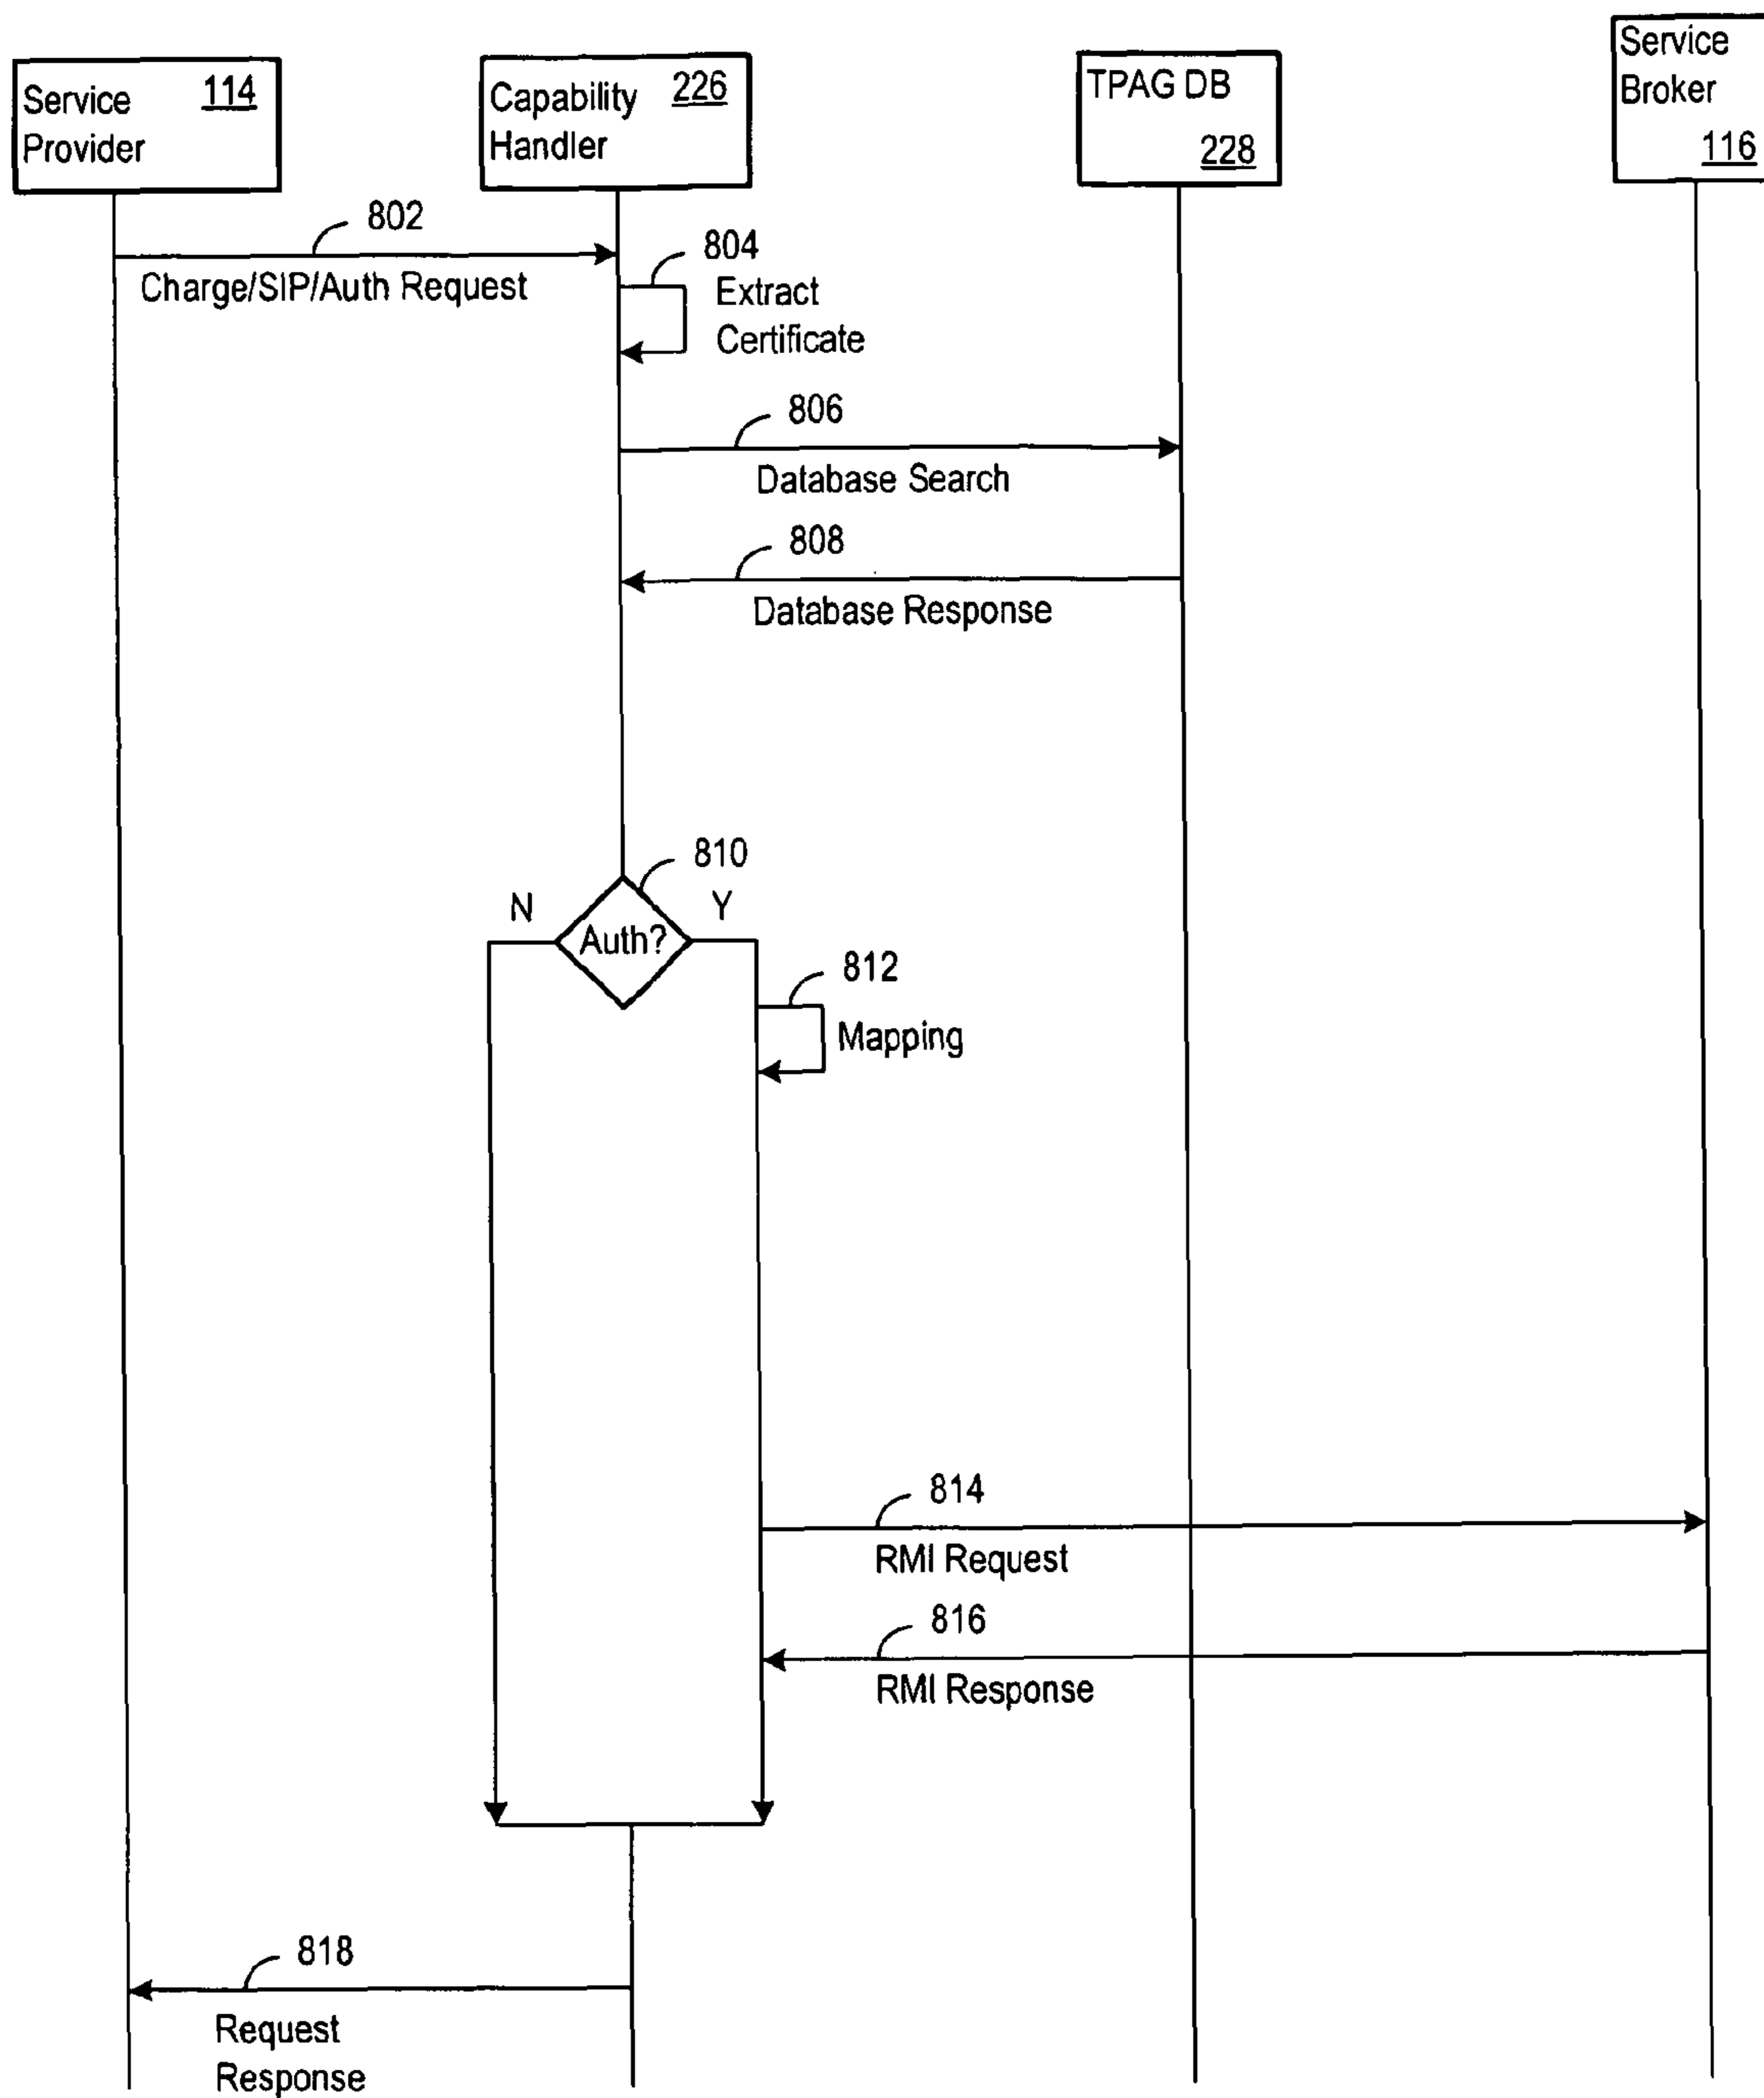 Service 114
Provider
Capability 226
Handler
TPAG DB
228
Service
Broker
116
802
Charge/SIP/Auth Request
804
Extract
Certificate
806
Database Search
808
Database Response
810
N
Y
Auth?
812
Mapping
814
RMI Request
816
RMI Response
818
Request
Response